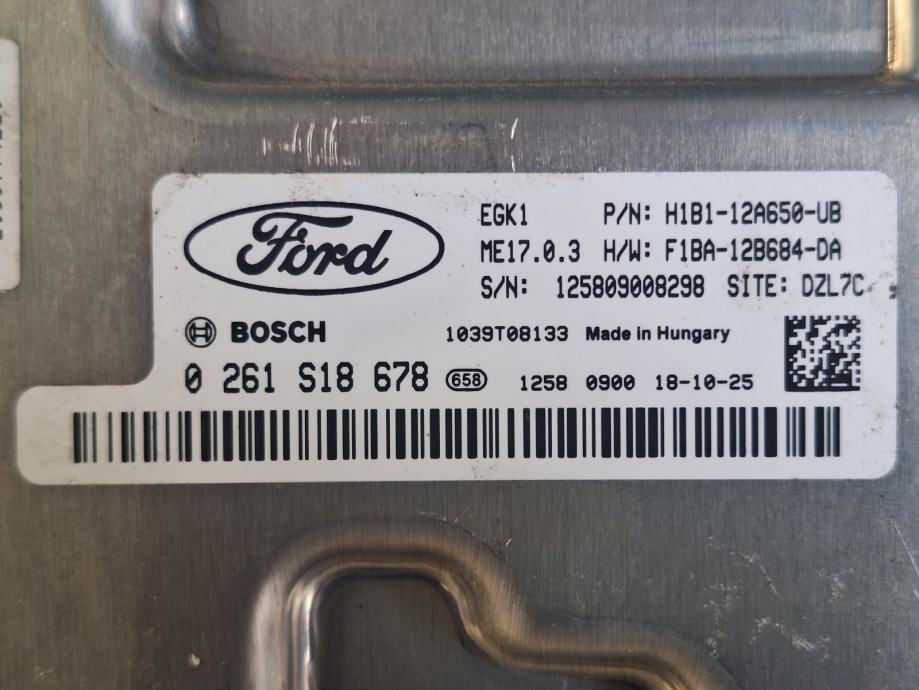 Ford
EGK1 P/N: H1B1-12A650-UB
ME17.0.3 H/W: F1BA-12B684-DA
S/N: 125809008298 SITE: DZL7C
BOSCH 1039T08133 Made in Hungary
0 261 S18 678 658 1258 0900 18-10-25